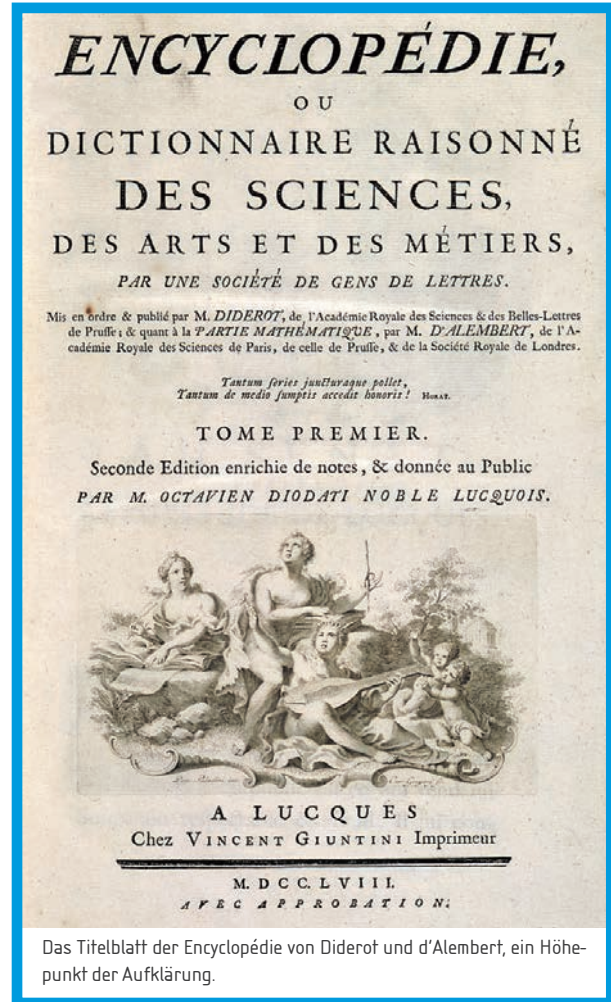 ENCYCLOPÉDIE,
OU
DICTIONNAIRE RAISONNÉ
DES SCIENCES,
DES ARTS ET DES MÉTIERS,
PAR UNE SOCIÉTÉ DE GENS DE LETTRES.
Mis en ordre & publié par M. DIDEROT, de l'Académie Royale des Sciences & des Belles-Lettres
de Pruſſe; & quant à la PARTIE MATHÉMATIQUE, par M. D'ALEMBERT, de l'A-
cadémie Royale des Sciences de Paris, de celle de Pruſſe, & de la Société Royale de Londres.
Tantum ſeries juncturaque pollet,
Tantum de medio ſumptis accedit honoris! HORAT.
TOME PREMIER.
Seconde Edition enrichie de notes, & donnée au Public
PAR M. OCTAVIEN DIODATI NOBLE LUCQUOIS.
A LUCQUES
Chez VINCENT GIUNTINI Imprimeur
M. DCC. LVIII.
AVEC APPROBATION.
Das Titelblatt der Encyclopédie von Diderot und d'Alembert, ein Höhe-
punkt der Aufklärung.